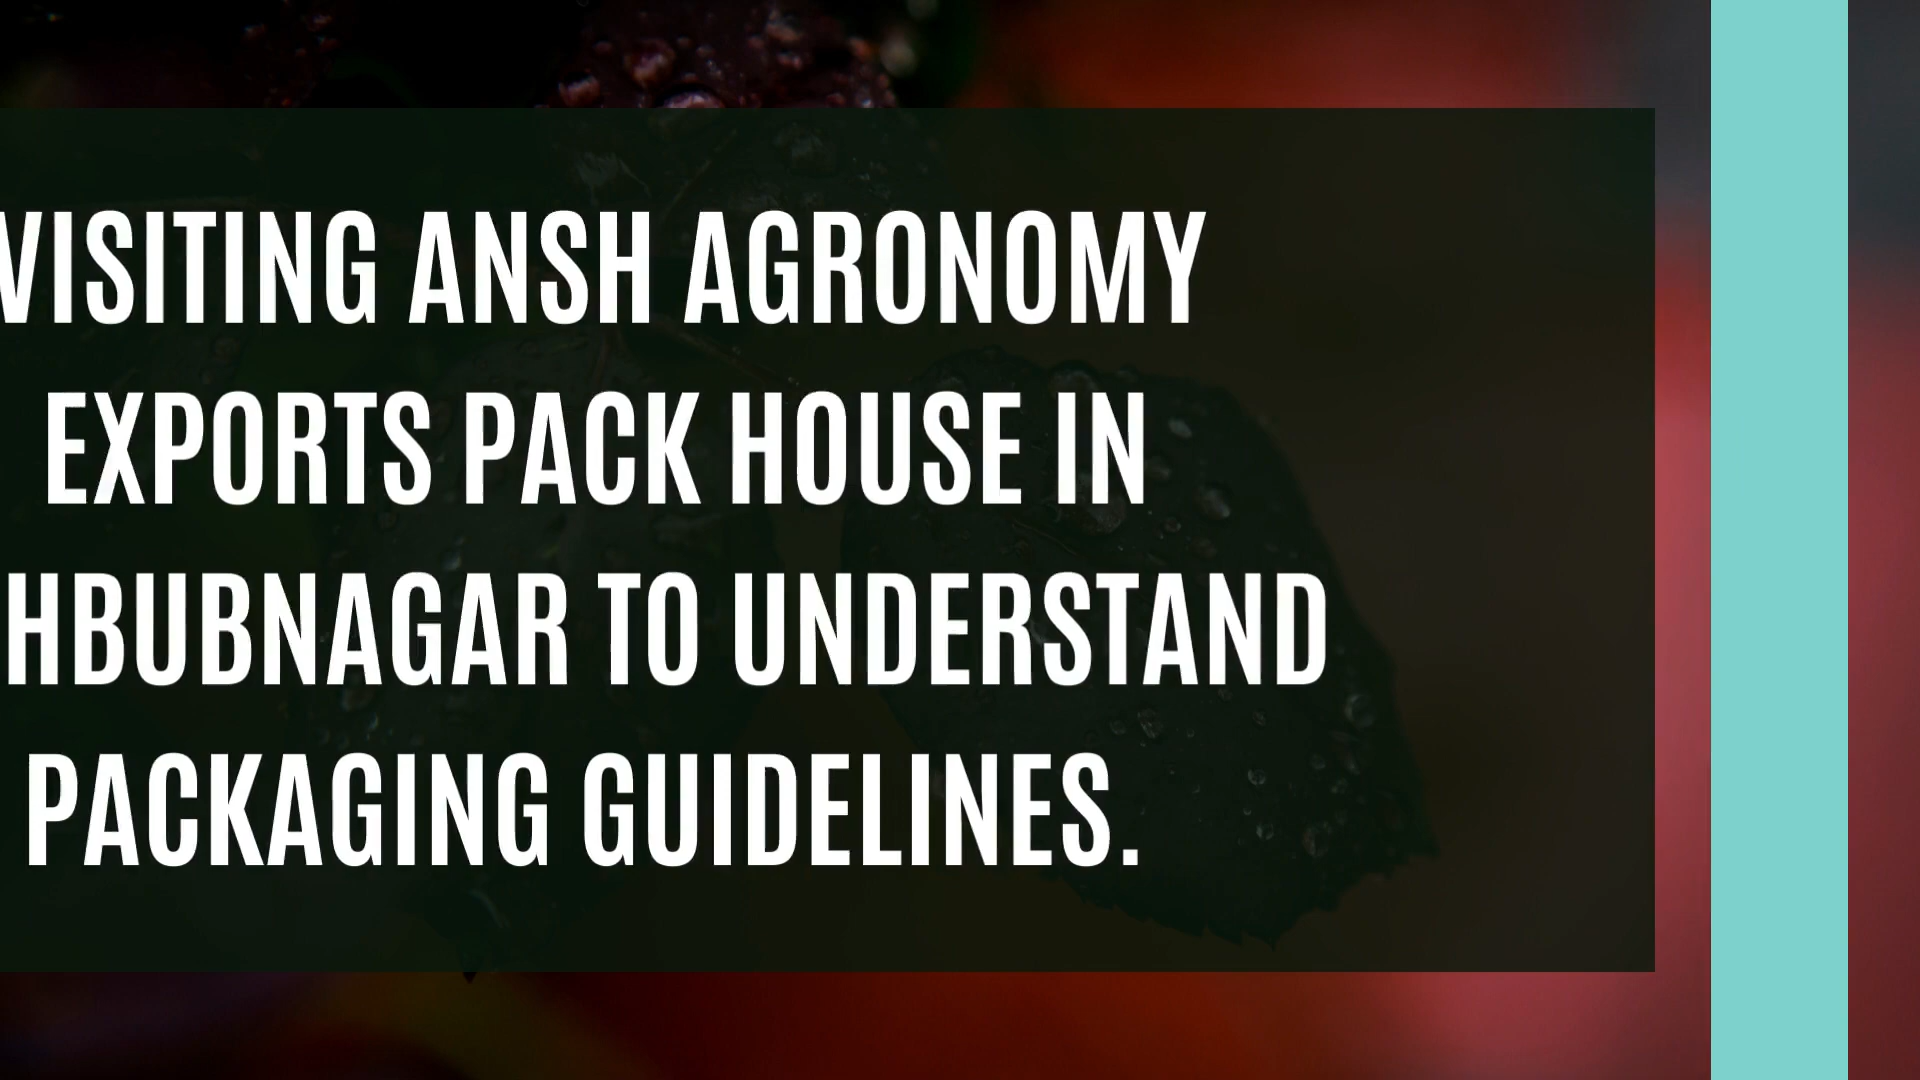 VISITING ANSH AGRONOMY
EXPORTS PACK HOUSE IN
HBUBNAGAR TO UNDERSTAND
PACKAGING GUIDELINES.